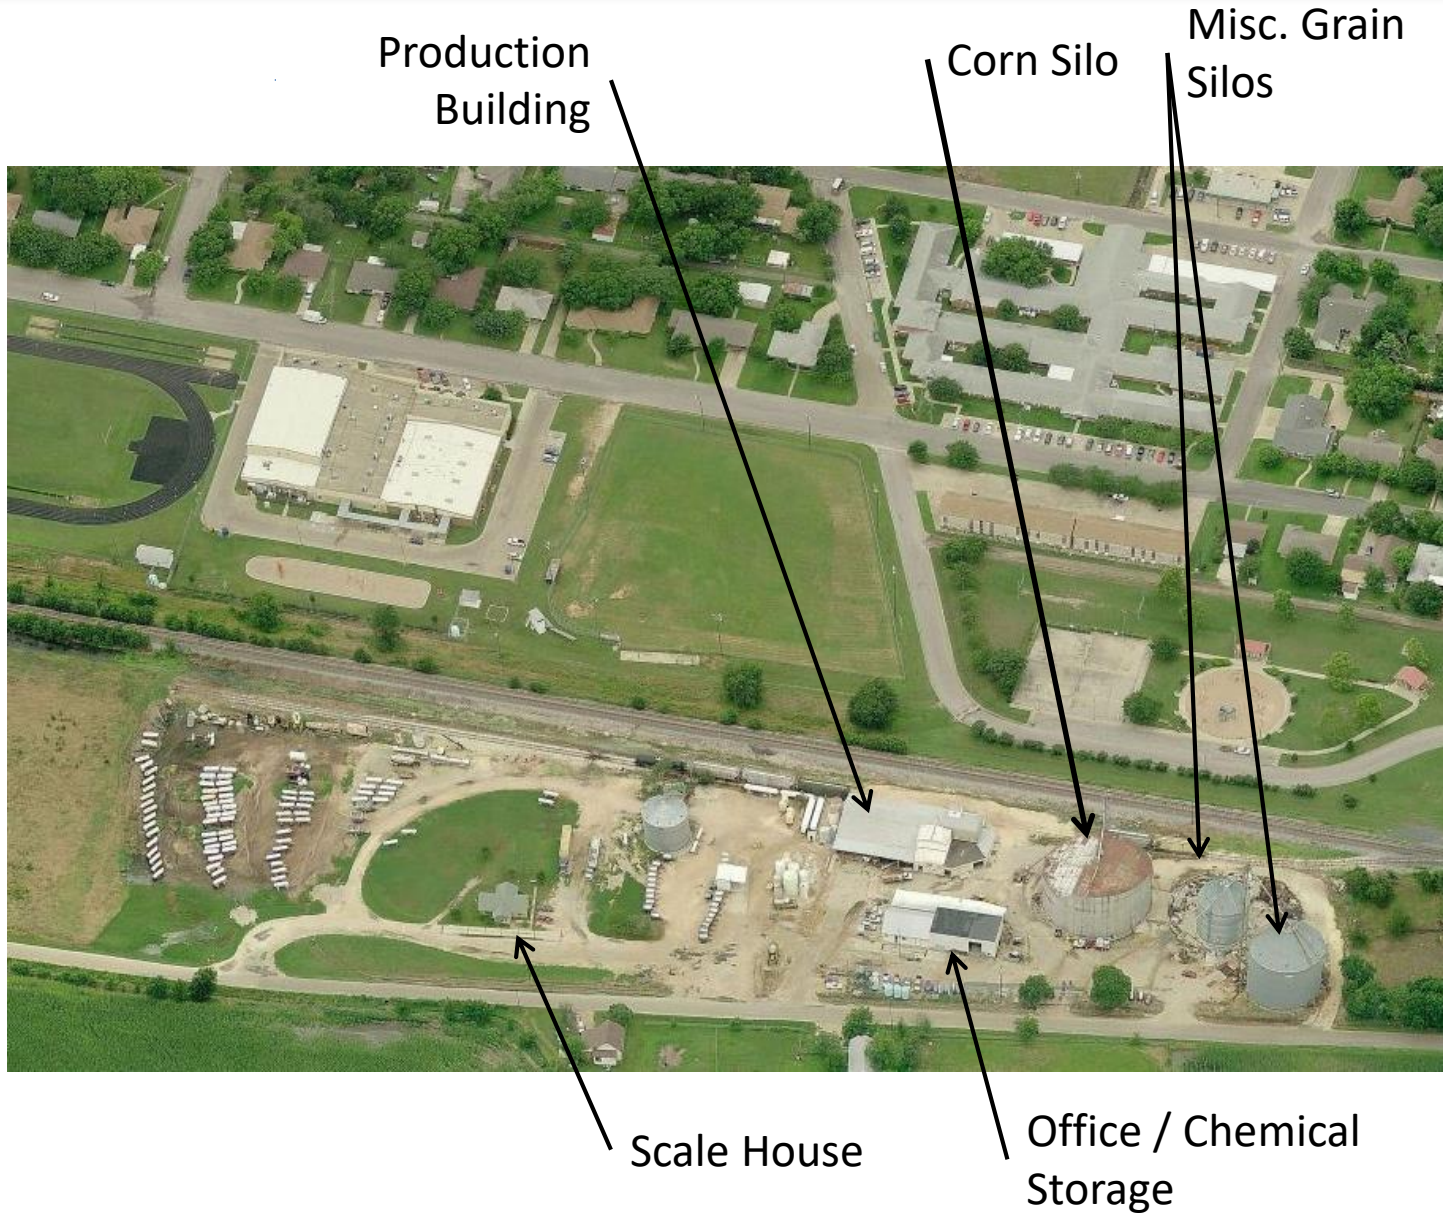 Production
Building
Corn Silo
Misc. Grain
Silos
Scale House
Office / Chemical
Storage